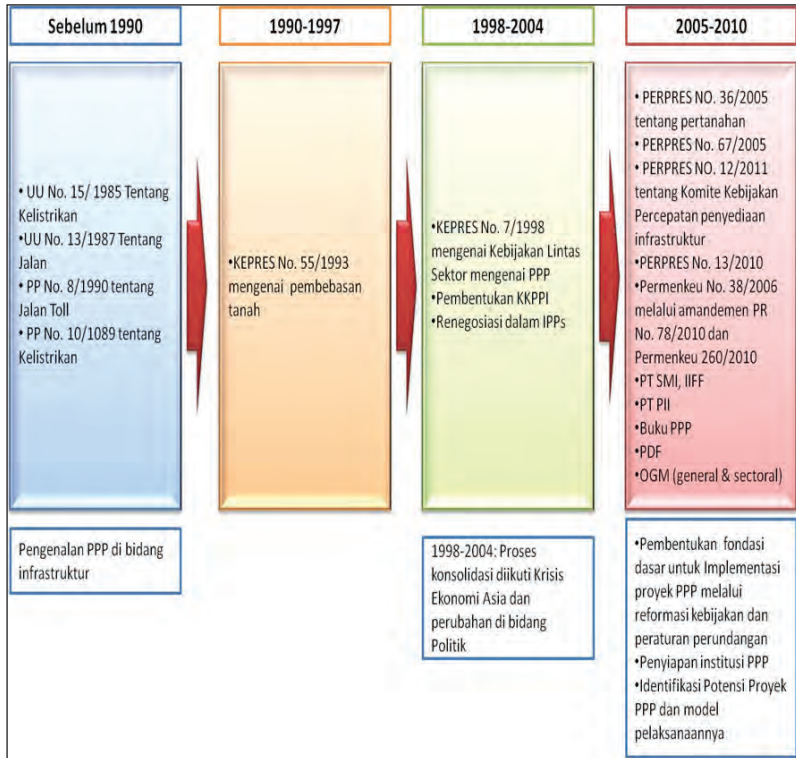 Sebelum 1990
• UU No. 15/ 1985 Tentang
Kelistrikan
•UU No. 13/1987 Tentang
Jalan
• PP No. 8/1990 tentang
Jalan Toll
• PP No. 10/1089 tentang
Kelistrikan
Pengenalan PPP di bidang
infrastruktur
1990-1997
•KEPRES No. 55/1993
mengenai pembebasan
tanah
1998-2004
•KEPRES No. 7/1998
mengenai Kebijakan Lintas
Sektor mengenai PPP
•Pembentukan KKPPI
•Renegosiasi dalam IPPs
1998-2004: Proses
konsolidasi diikuti Krisis
Ekonomi Asia dan
perubahan di bidang
Politik
2005-2010
• PERPRES NO. 36/2005
tentang pertanahan
• PERPRES No. 67/2005
• PERPRES NO. 12/2011
tentang Komite Kebijakan
Percepatan penyediaan
infrastruktur
•PERPRES No. 13/2010
•Permenkeu No. 38/2006
melalui amandemen PR
No. 78/2010 dan
Permenkeu 260/2010
•PT SMI, IIFF
•PT PII
•Buku PPP
•PDF
•OGM (general & sectoral)
•Pembentukan fondasi
dasar untuk Implementasi
proyek PPP melalui
reformasi kebijakan dan
peraturan perundangan
•Penyiapan institusi PPP
•Identifikasi Potensi Proyek
PPP dan model
pelaksanaannya